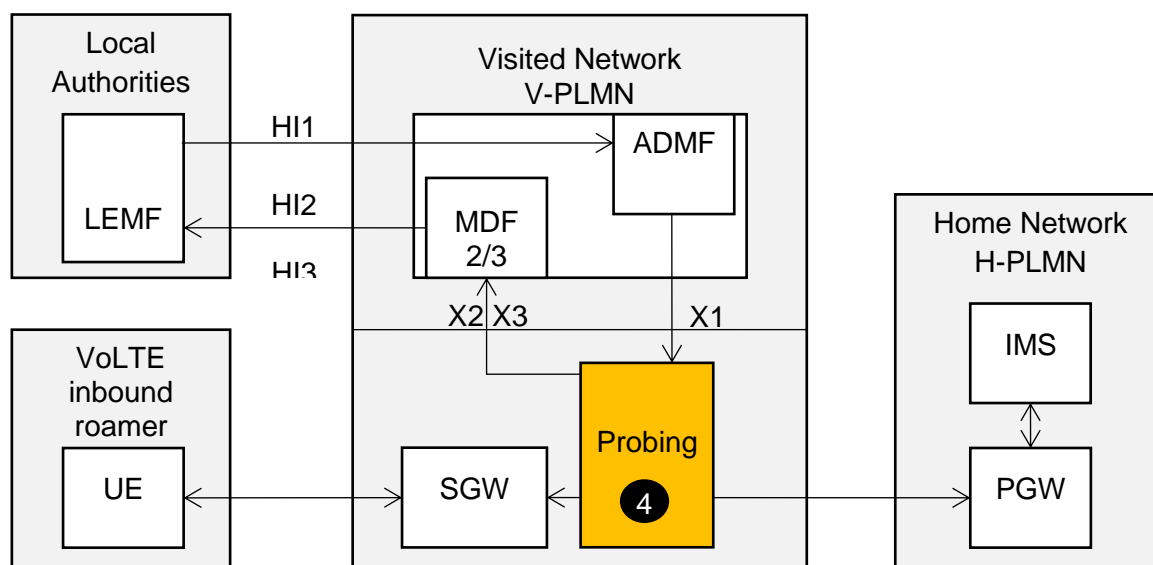 Local
Authorities
LEMF
HI1
HI2
HI3
Visited Network
V-PLMN
ADMF
MDF
2/3
X2 X3
X1
VoLTE
inbound
roamer
UE
SGW
Probing
4
Home Network
H-PLMN
IMS
PGW